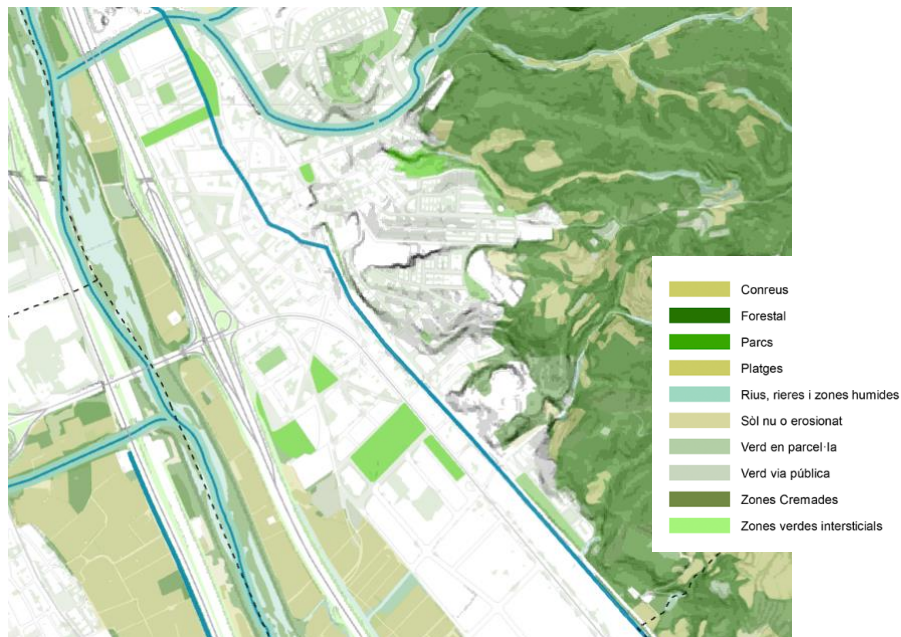 Conreus
Forestal
Parcs
Platges
Rius, rieres i zones humides
Sòl nu o erosionat
Verd en parcel·la
Verd via pública
Zones Cremades
Zones verdes intersticials